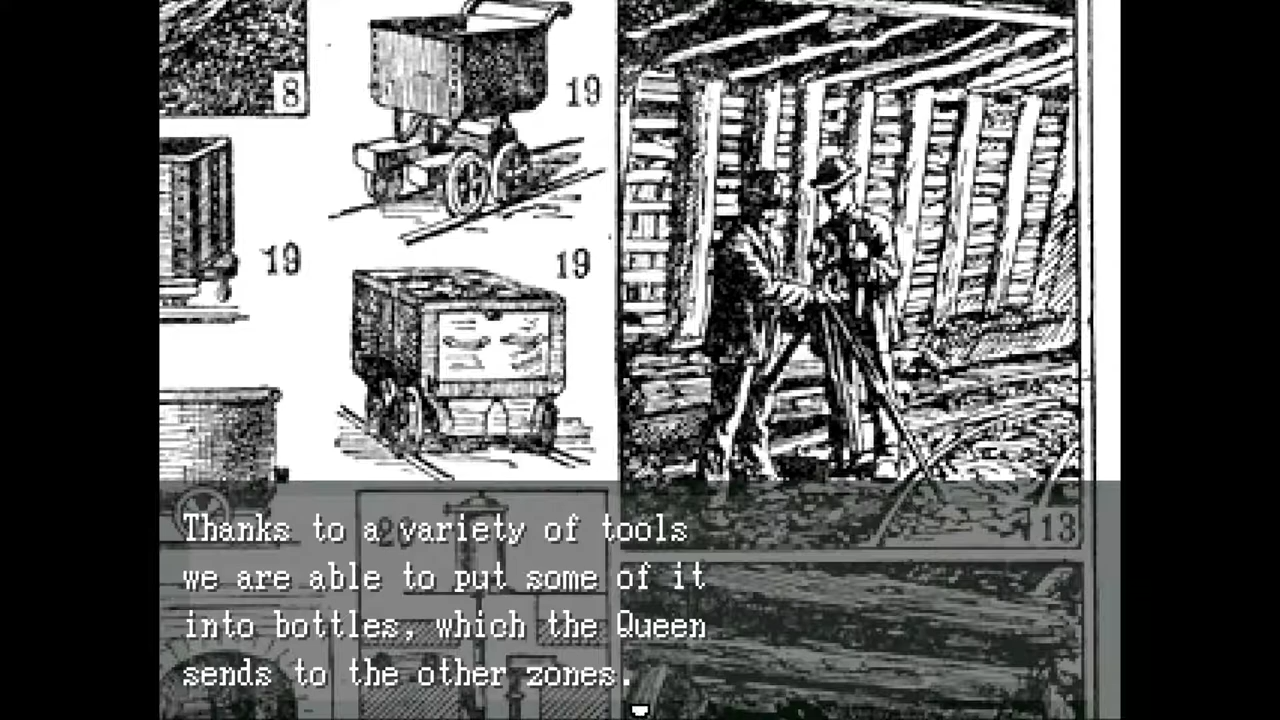 8
19
19
19
13
Thanks to a variety of tools
we are able to put some of it
into bottles, which the Queen
sends to the other zones.